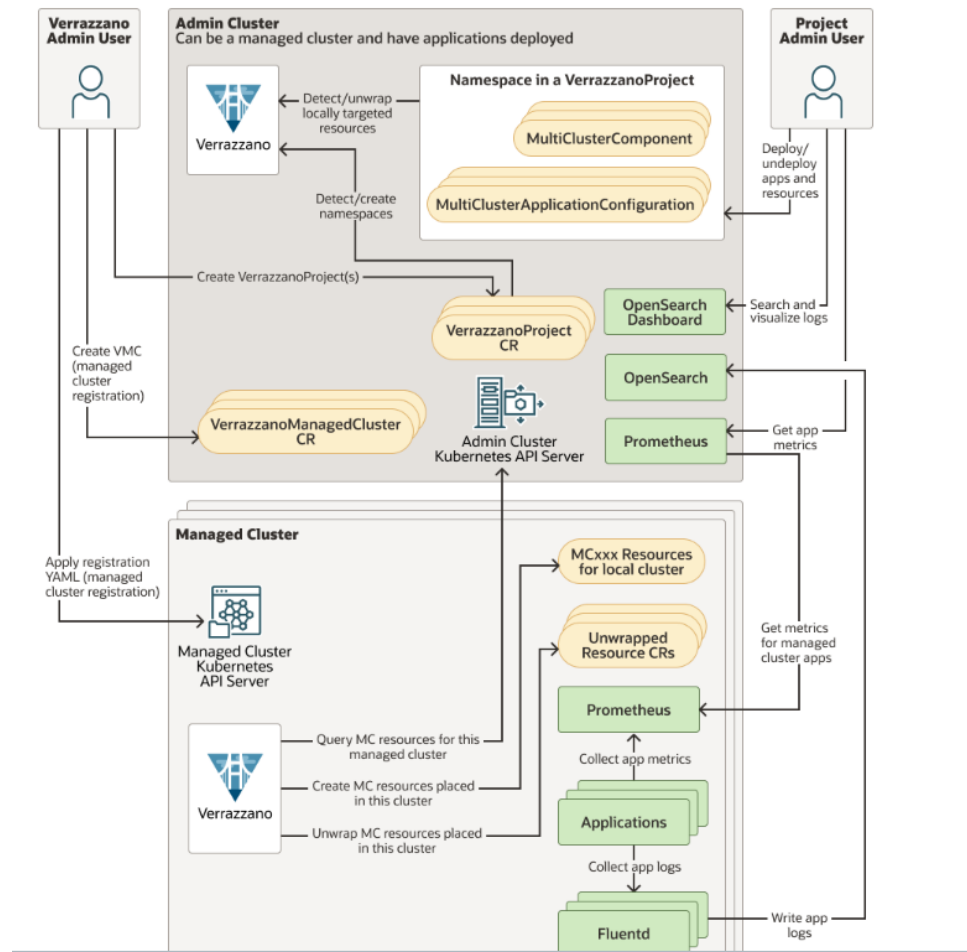 Verrazzano
Admin User
Admin Cluster
Can be a managed cluster and have applications deployed
Project
Admin User
Verrazzano
Detect/unwrap
locally targeted
resources
Namespace in a VerrazzanoProject
MultiClusterComponent
MultiClusterApplicationConfiguration
Deploy/
undeploy
apps and
resources
Detect/create
namespaces
Create VerrazzanoProject(s)
VerrazzanoProject
CR
OpenSearch
Dashboard
Search and
visualize logs
OpenSearch
Create VMC
(managed
cluster
registration)
VerrazzanoManagedCluster
CR
Admin Cluster
Kubernetes API Server
Prometheus
Get app
metrics
Managed Cluster
Apply registration
YAML (managed
cluster registration)
Managed Cluster
Kubernetes
API Server
MCxxx Resources
for local cluster
Unwrapped
Resource CRs
Get metrics
for managed
cluster apps
Prometheus
Verrazzano
Query MC resources for this
managed cluster
Create MC resources placed
in this cluster
Unwrap MC resources placed
in this cluster
Collect app metrics
Applications
Collect app logs
Fluentd
Write app
logs